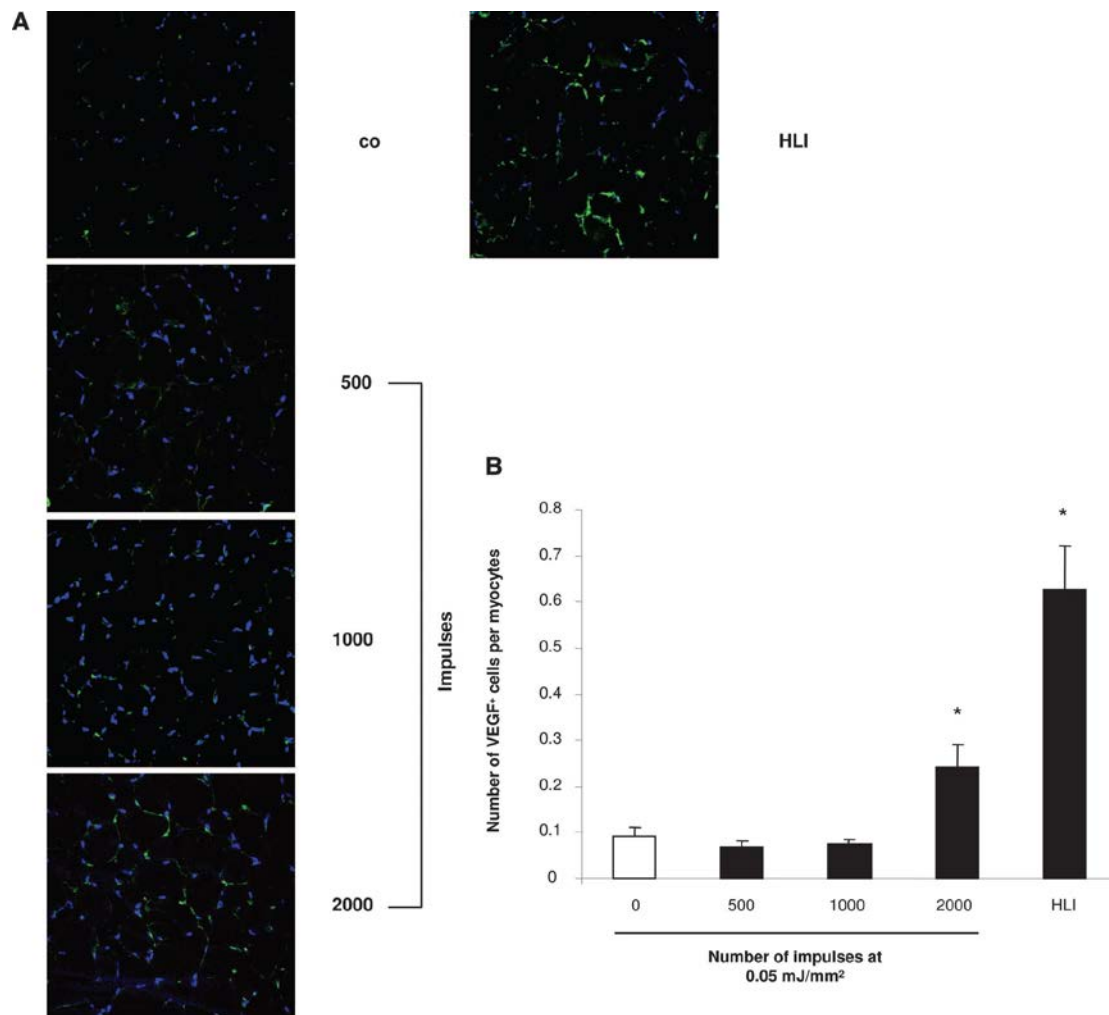 A
co
HLI
500
1000
2000
Impulses
B
Number of VEGF+ cells per myocytes
0.8
0.7
0.6
0.5
0.4
0.3
0.2
0.1
0
*
*
0 500 1000 2000 HLI
Number of impulses at
0.05 mJ/mm²